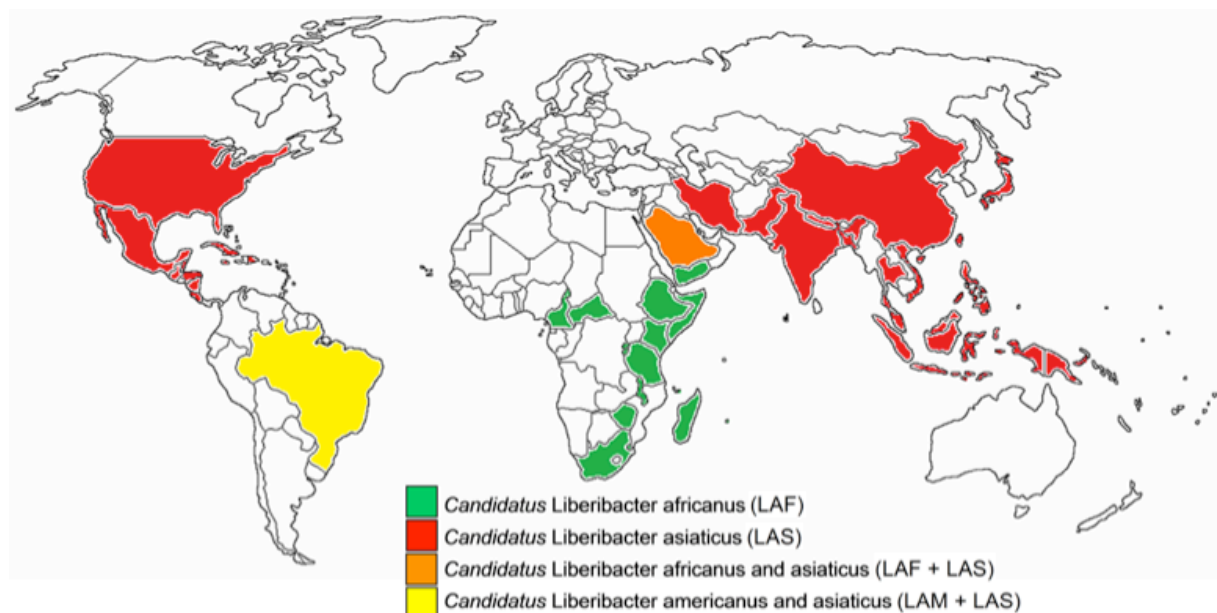 Candidatus Liberibacter africanus (LAF)
Candidatus Liberibacter asiaticus (LAS)
Candidatus Liberibacter africanus and asiaticus (LAF + LAS)
Candidatus Liberibacter americanus and asiaticus (LAM + LAS)